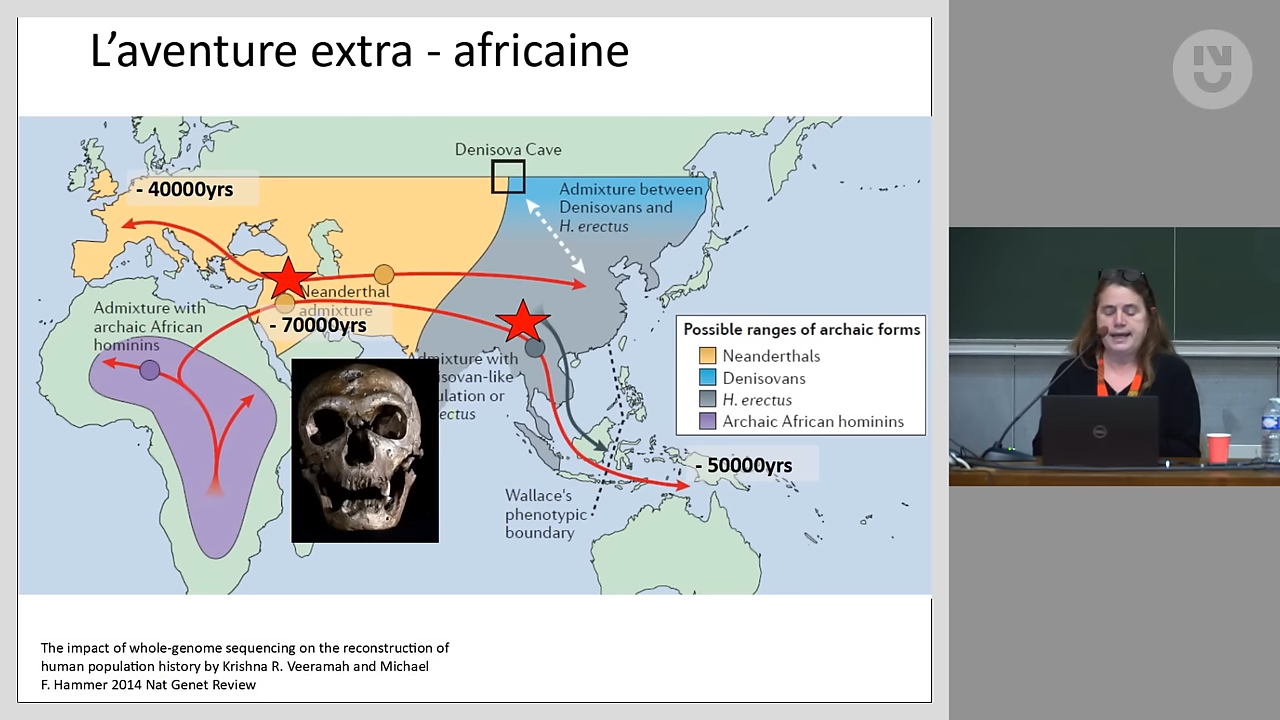 L'aventure extra - africaine
Denisova Cave
- 40000yrs
Admixture between
Denisovans and
H. erectus
Neanderthal
admixture
Admixture with
archaic African
hominins
- 70000yrs
Possible ranges of archaic forms
Neanderthals
Denisovans
H. erectus
Archaic African hominins
with
- 50000yrs
Wallace's
phenotypic
boundary
The impact of whole-genome sequencing on the reconstruction of
human population history by Krishna R. Veeramah and Michael
F. Hammer 2014 Nat Genet Review